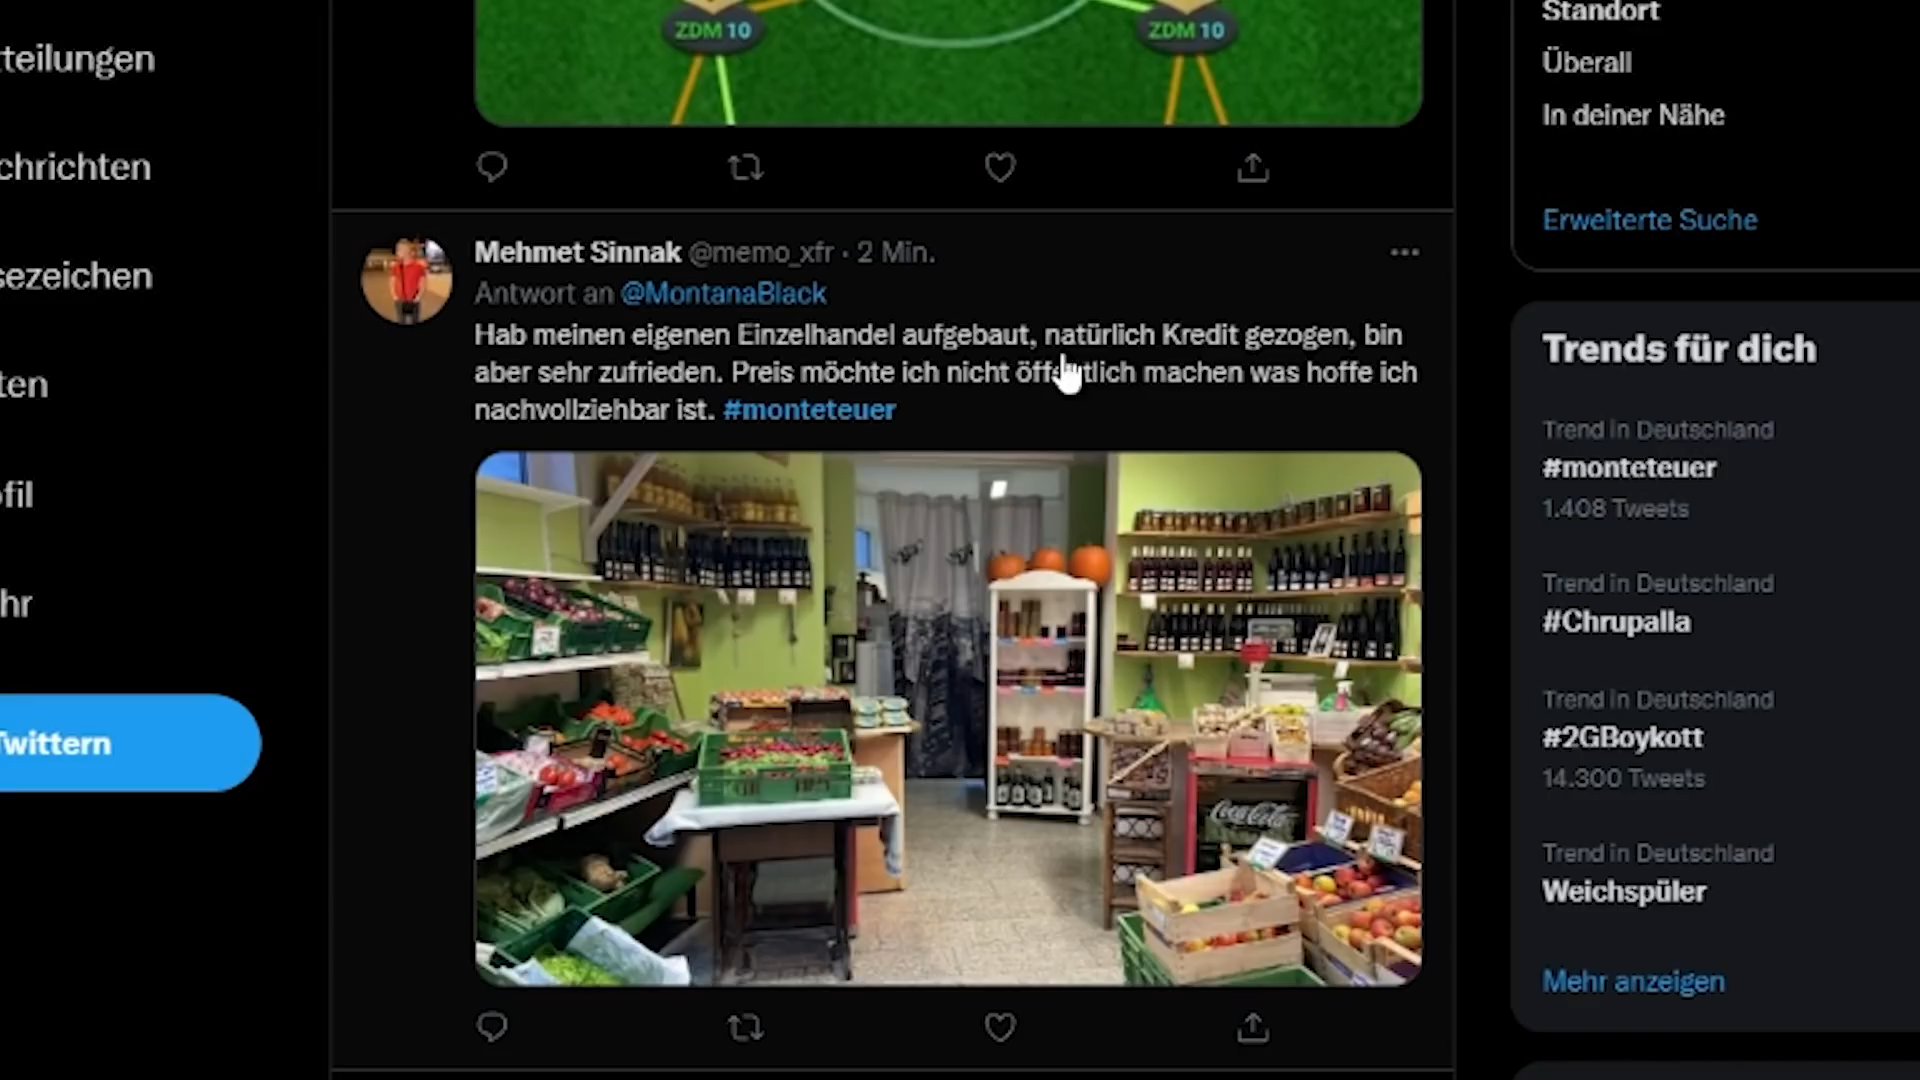 ZDM 10
ZDM 10
tteilungen
chrichten
sezeichen
ten
fil
hr
Twittern
Mehmet Sinnak @memo_xfr · 2 Min.
Antwort an @MontanaBlack
Hab meinen eigenen Einzelhandel aufgebaut, natürlich Kredit gezogen, bin
aber sehr zufrieden. Preis möchte ich nicht öffentlich machen was hoffe ich
nachvollziehbar ist. #monteteuer
Coca-Cola
Standort
Überall
In deiner Nähe
Erweiterte Suche
Trends für dich
Trend in Deutschland
#monteteuer
1.408 Tweets
Trend in Deutschland
#Chrupalla
Trend in Deutschland
#2GBoykott
14.300 Tweets
Trend in Deutschland
Weichspüler
Mehr anzeigen